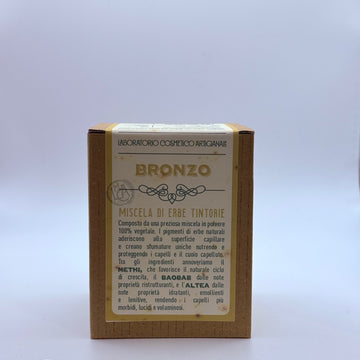 LABORATORIO COSMETICO ARTIGIANALE
BRONZO
MISCELA DI ERBE TINTORIE
Composto da una preziosa miscela in polvere
100% vegetale. I pigmenti di erbe naturali
aderiscono alla superficie capillare
e creano sfumature uniche nutrendo e
proteggendo i capelli e il cuoio capelluto.
Tra gli ingredienti annoveriamo il
METHI, che favorisce il naturale ciclo
di crescita, il BAOBAB dalle note
proprietà ristrutturanti, e l'ALTEA dalle
note proprietà idratanti, emollienti
e lenitive, rendendo i capelli più
morbidi, lucidi e voluminosi.